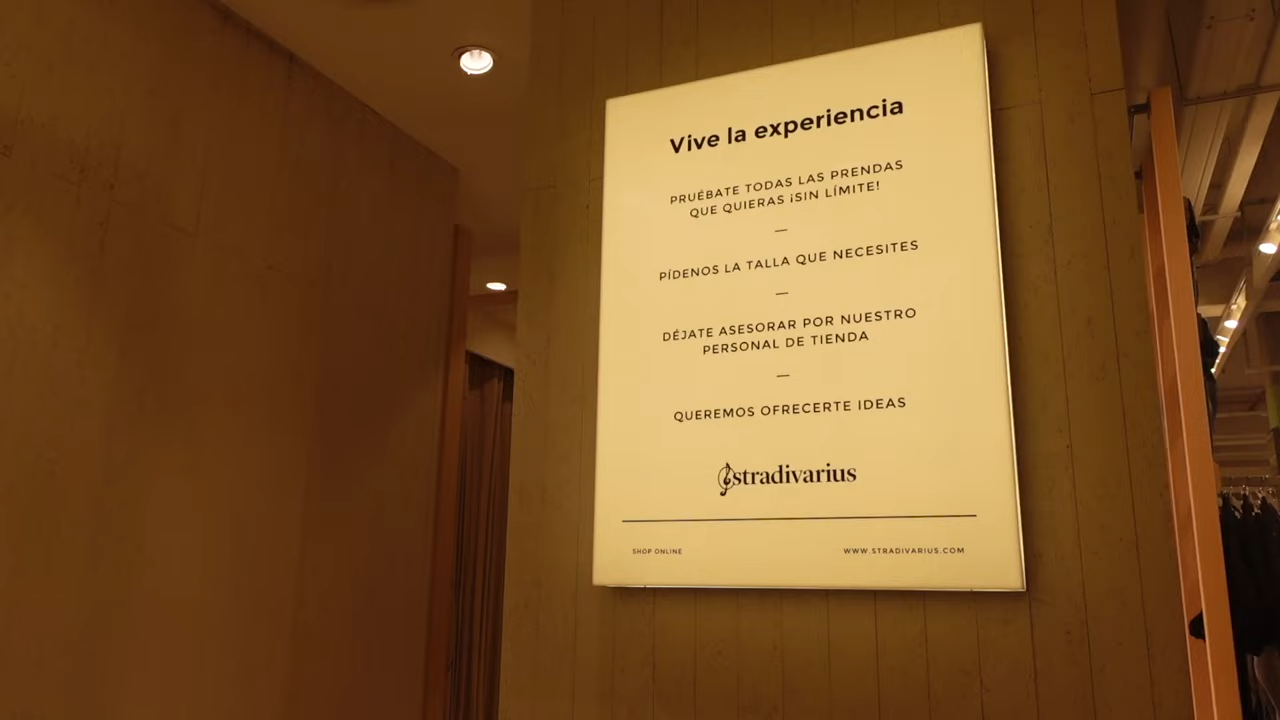 Vive la experiencia
PRUÉBATE TODAS LAS PRENDAS
QUE QUIERAS ¡SIN LÍMITE!
—
PÍDENOS LA TALLA QUE NECESITES
—
DÉJATE ASESORAR POR NUESTRO
PERSONAL DE TIENDA
—
QUEREMOS OFRECERTE IDEAS
stradivarius
SHOP ONLINE
WWW.STRADIVARIUS.COM